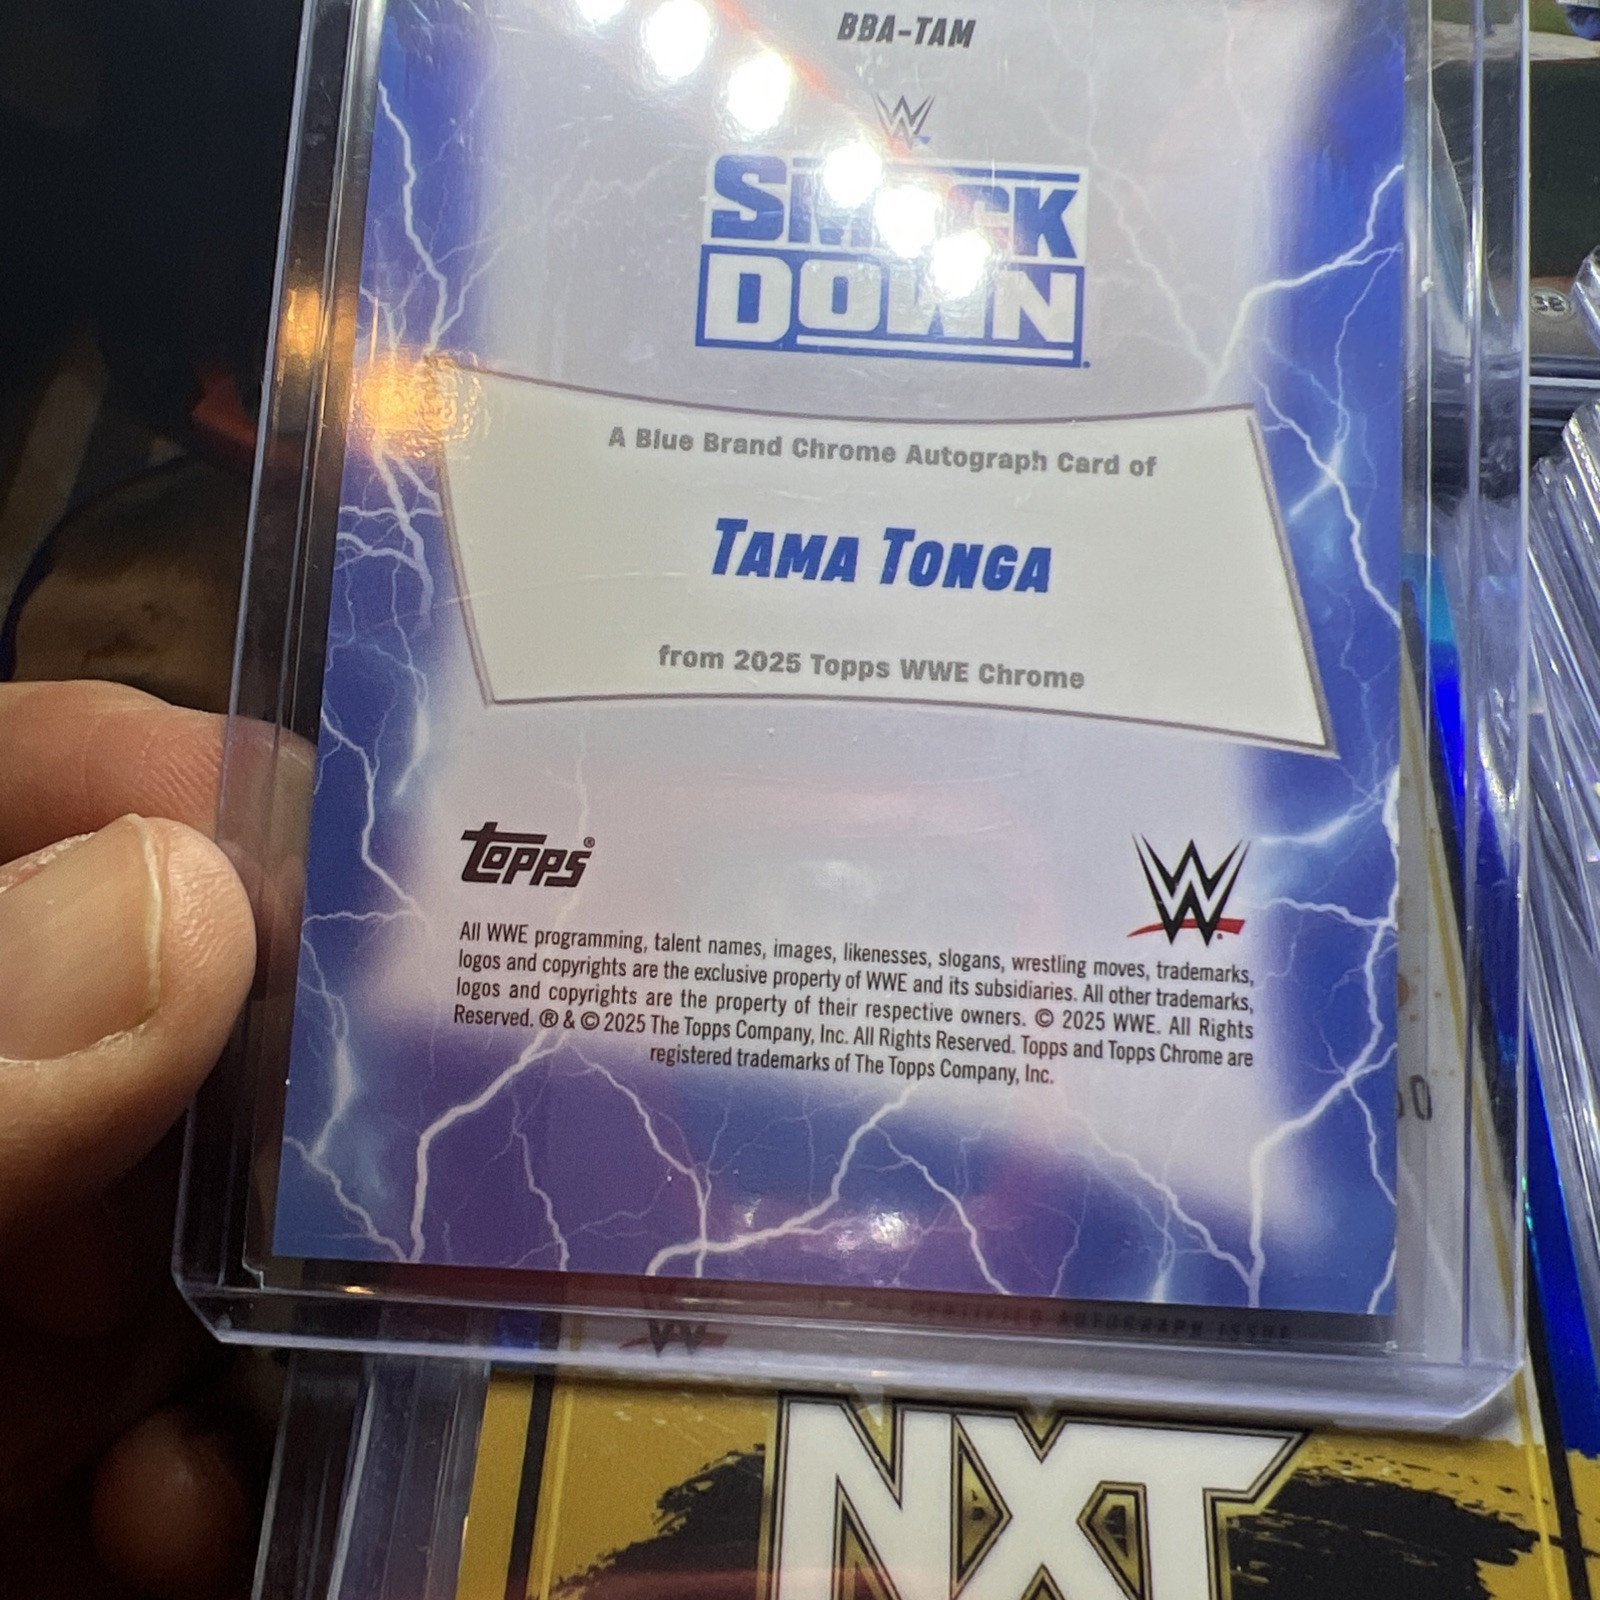 BBA-TAM
W
SMACK
DOWN
A Blue Brand Chrome Autograph Card of
TAMA TONGA
from 2025 Topps WWE Chrome
Topps®
W
All WWE programming, talent names, images, likenesses, slogans, wrestling moves, trademarks,
logos and copyrights are the exclusive property of WWE and its subsidiaries. All other trademarks,
logos and copyrights are the property of their respective owners. © 2025 WWE. All Rights
Reserved. ® & © 2025 The Topps Company, Inc. All Rights Reserved. Topps and Topps Chrome are
registered trademarks of The Topps Company, Inc.
CERTIFIED AUTOGRAPH ISSUE
NXT